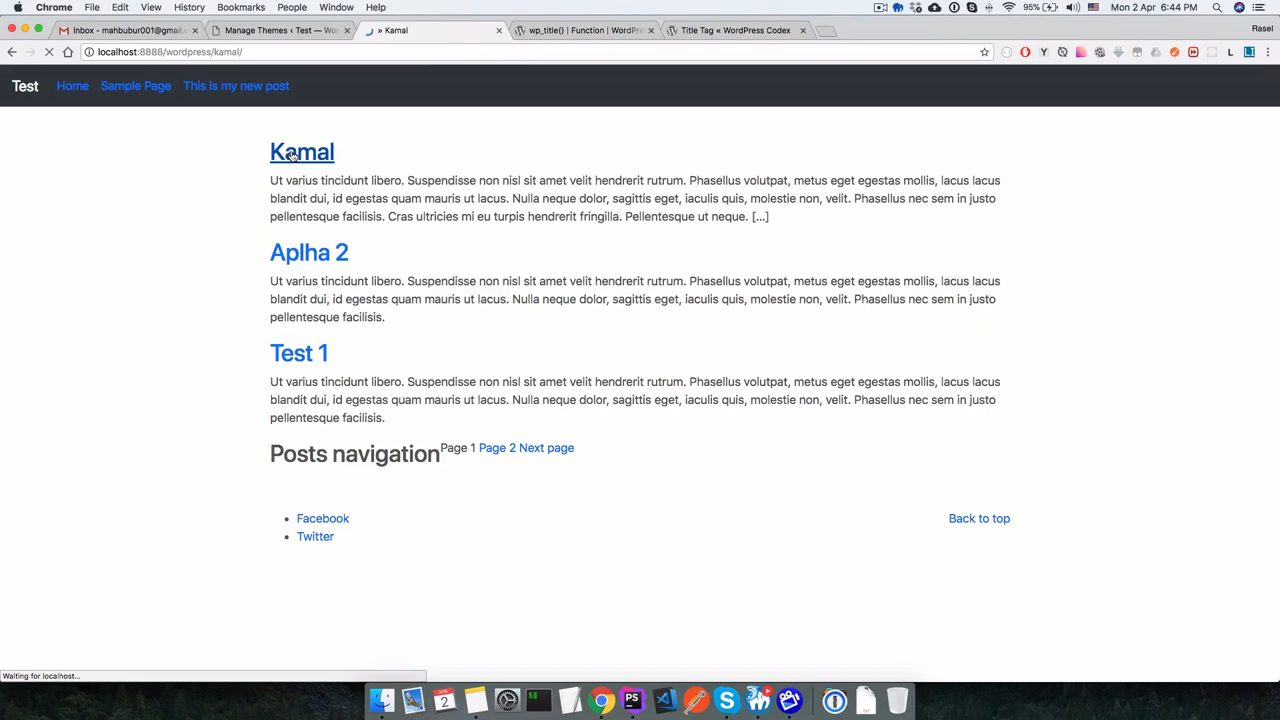 Chrome File Edit View History Bookmarks People Window Help 95% Mon 2 Apr 6:44 PM
Inbox - mahbubur001@gmail.c Manage Themes ‹ Test — Wo » Kamal wp_title() | Function | WordPre Title Tag « WordPress Codex Rasel
localhost:8888/wordpress/kamal/
Test Home Sample Page This is my new post
Kamal
Ut varius tincidunt libero. Suspendisse non nisl sit amet velit hendrerit rutrum. Phasellus volutpat, metus eget egestas mollis, lacus lacus
blandit dui, id egestas quam mauris ut lacus. Nulla neque dolor, sagittis eget, iaculis quis, molestie non, velit. Phasellus nec sem in justo
pellentesque facilisis. Cras ultricies mi eu turpis hendrerit fringilla. Pellentesque ut neque. [...]
Aplha 2
Ut varius tincidunt libero. Suspendisse non nisl sit amet velit hendrerit rutrum. Phasellus volutpat, metus eget egestas mollis, lacus lacus
blandit dui, id egestas quam mauris ut lacus. Nulla neque dolor, sagittis eget, iaculis quis, molestie non, velit. Phasellus nec sem in justo
pellentesque facilisis.
Test 1
Ut varius tincidunt libero. Suspendisse non nisl sit amet velit hendrerit rutrum. Phasellus volutpat, metus eget egestas mollis, lacus lacus
blandit dui, id egestas quam mauris ut lacus. Nulla neque dolor, sagittis eget, iaculis quis, molestie non, velit. Phasellus nec sem in justo
pellentesque facilisis.
Posts navigation Page 1 Page 2 Next page
Facebook Back to top
Twitter
Waiting for localhost...